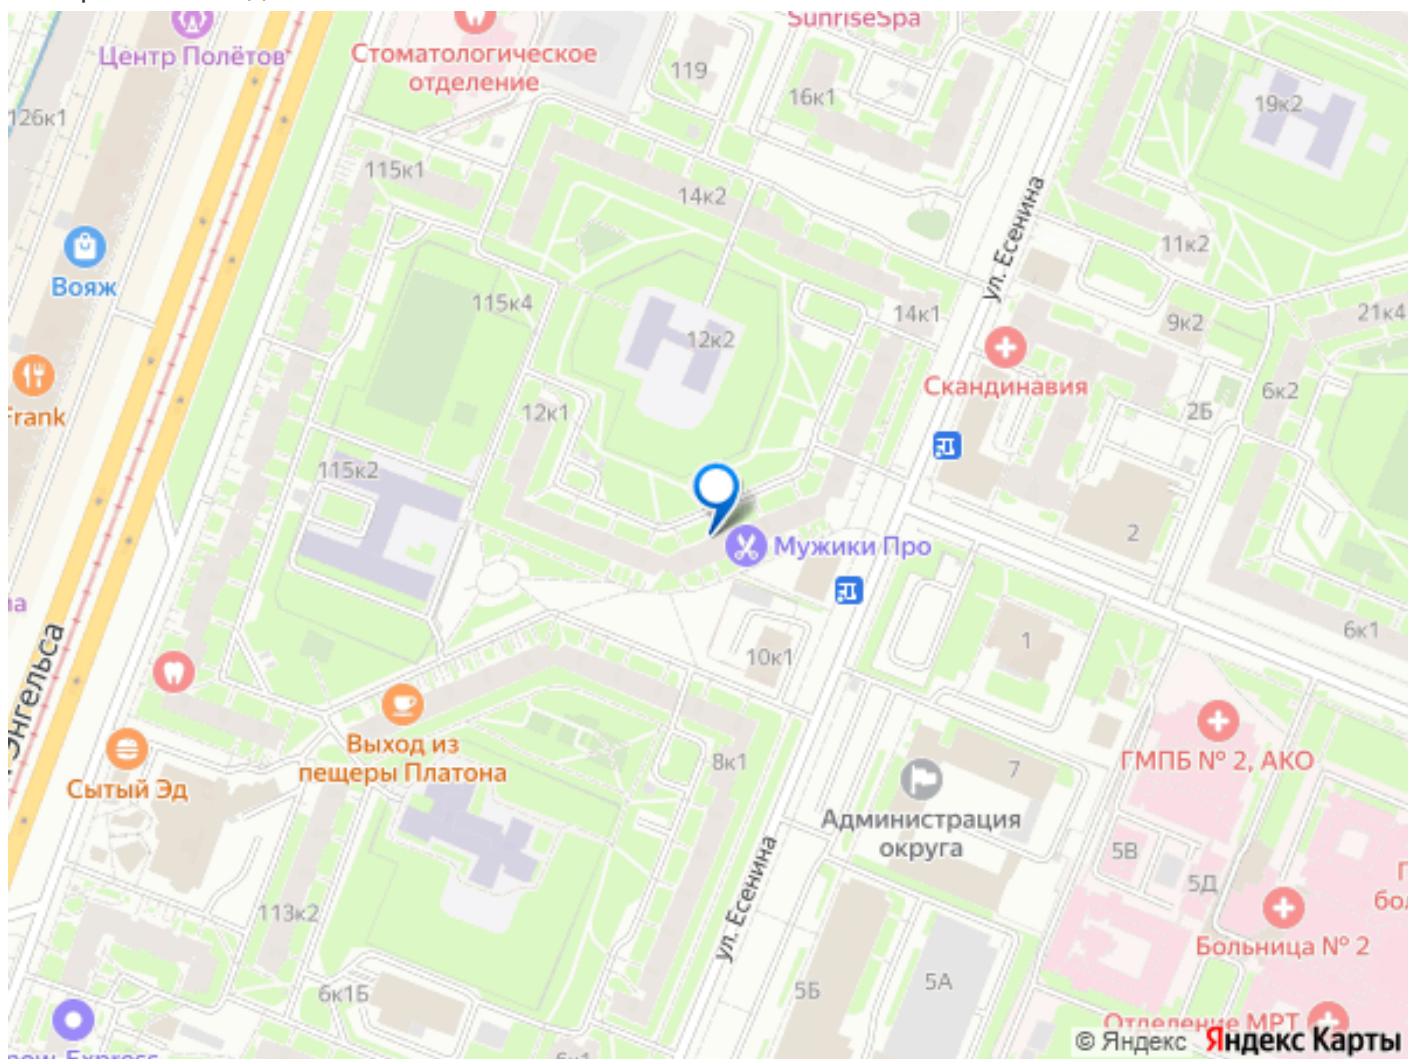 SunriseSpa
Центр Полётов
Стоматологическое
отделение
119
16к1
19к2
126к1
115к1
14к2
ул. Есенина
11к2
Вояж
115к4
14к1
9к2
21к4
12к2
Скандинавия
Frank
12к1
2Б
6к2
115к2
2
Мужики Про
6к1
1
10к1
Энгельса
Выход из
пещеры Платона
8к1
7
ГМПБ № 2, АКО
Сытый Эд
Администрация
округа
5В
5Д
113к2
ул. Есенина
Больница № 2
6к1Б
5Б
5А
Отделение МРТ
© Яндекс Яндекс Карты